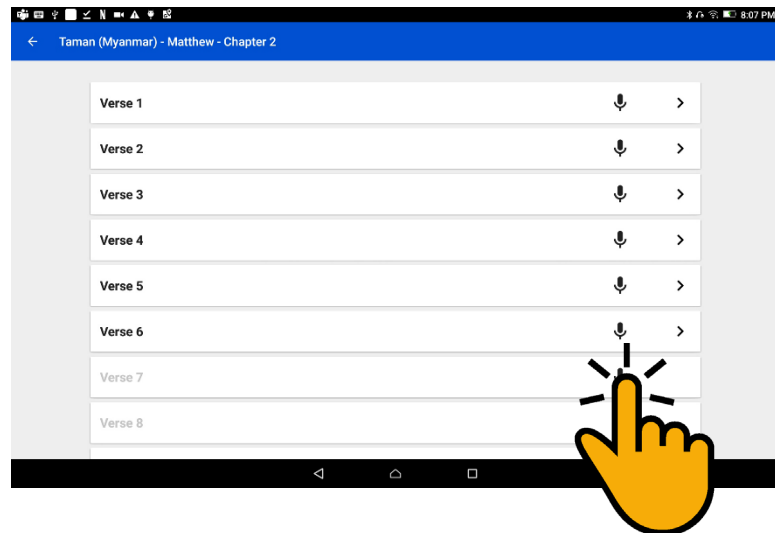 8:07 PM
Taman (Myanmar) - Matthew - Chapter 2
Verse 1
Verse 2
Verse 3
Verse 4
Verse 5
Verse 6
Verse 7
Verse 8